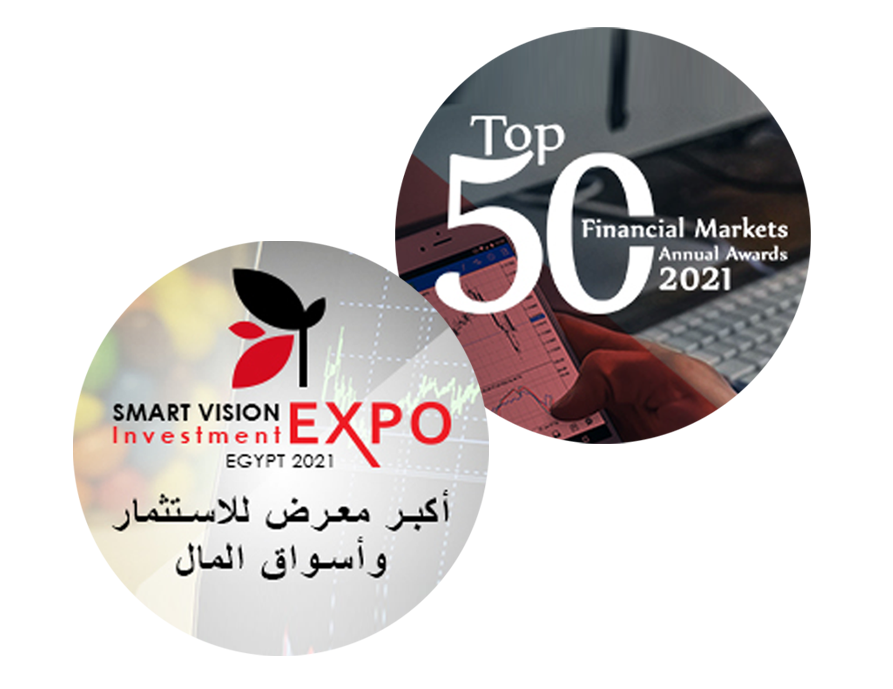 Top
50
Financial Markets
Annual Awards
2021
SMART VISION
Investment
EXPO
EGYPT 2021
أكبر معرض للاستثمار
وأسواق المال